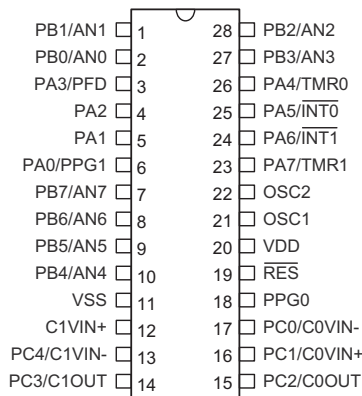 PB1/AN1 1 28 PB2/AN2
PB0/AN0 2 27 PB3/AN3
PA3/PFD 3 26 PA4/TMR0
PA2 4 25 PA5/INT0
PA1 5 24 PA6/INT1
PA0/PPG1 6 23 PA7/TMR1
PB7/AN7 7 22 OSC2
PB6/AN6 8 21 OSC1
PB5/AN5 9 20 VDD
PB4/AN4 10 19 RES
VSS 11 18 PPG0
C1VIN+ 12 17 PC0/C0VIN-
PC4/C1VIN- 13 16 PC1/C0VIN+
PC3/C1OUT 14 15 PC2/C0OUT